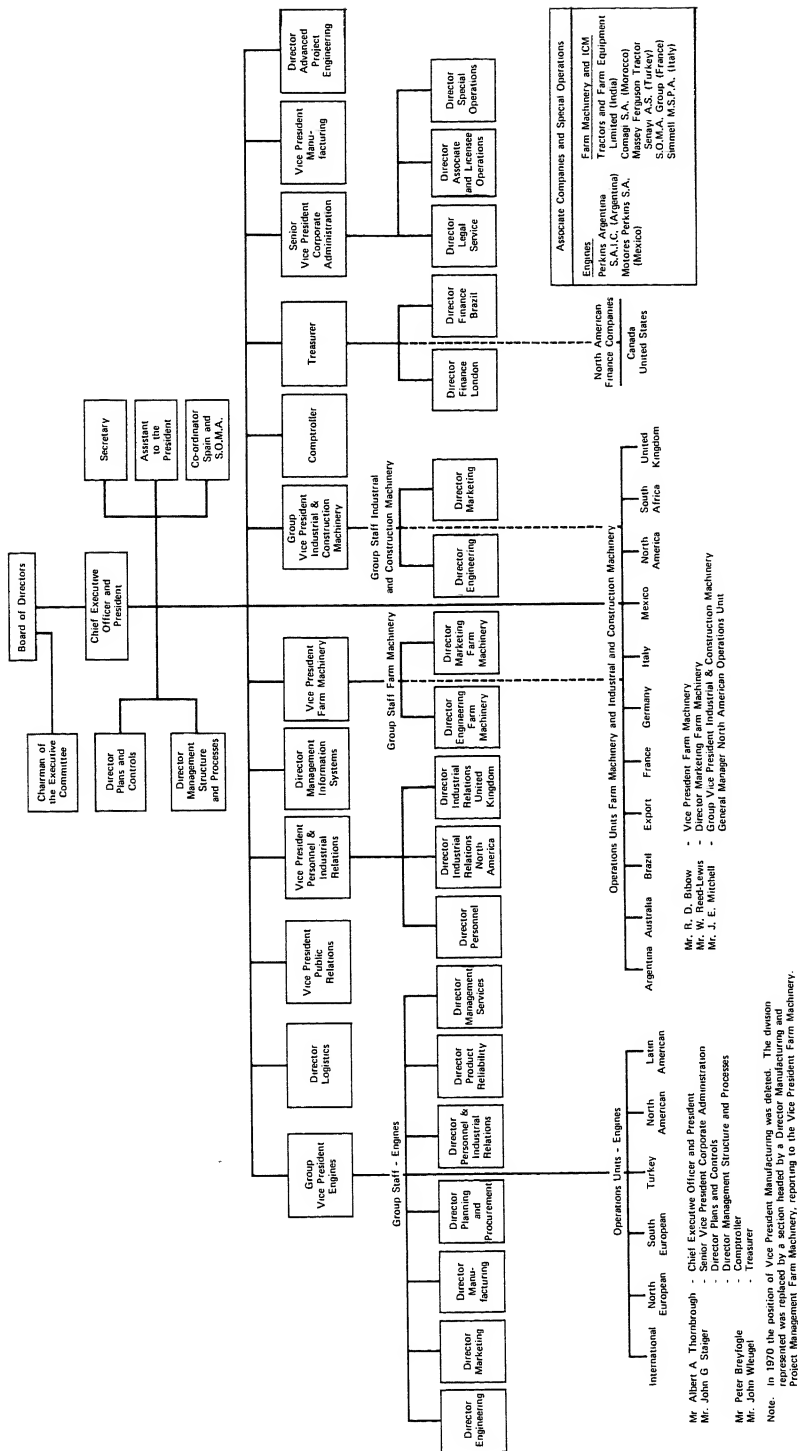 Board of Directors
Chairman of
the Executive
Committee
Chief Executive
Officer and
President
Secretary
Assistant
to the
President
Co-ordinator
Spain and
S.O.M.A.
Director
Plans and
Controls
Director
Management
Structure
and Processes
Group
Vice President
Engines
Director
Logistics
Vice President
Public
Relations
Vice President
Personnel &
Industrial
Relations
Director
Management
Information
Systems
Vice President
Farm Machinery
Group
Vice President
Industrial &
Construction
Machinery
Comptroller
Treasurer
Senior
Vice President
Corporate
Administration
Vice President
Manu-
facturing
Director
Advanced
Project
Engineering
Group Staff - Engines
Director
Engineering
Director
Marketing
Director
Manu-
facturing
Director
Planning
and
Procurement
Director
Personnel &
Industrial
Relations
Director
Product
Reliability
Director
Management
Services
Director
Personnel
Director
Industrial
Relations
North
America
Director
Industrial
Relations
United
Kingdom
Group Staff Farm Machinery
Director
Engineering
Farm
Machinery
Director
Marketing
Farm
Machinery
Group Staff Industrial
and Construction Machinery
Director
Engineering
Director
Marketing
Director
Finance
London
Director
Finance
Brazil
Director
Legal
Service
Director
Associate
and Licensee
Operations
Director
Special
Operations
Operations Units - Engines
International
North
European
South
European
Turkey
North
American
Latin
American
Operations Units Farm Machinery and Industrial and Construction Machinery
Argentina Australia Brazil Export France Germany Italy Mexico North America South Africa United Kingdom
North American
Finance Companies
Canada
United States
Associate Companies and Special Operations
Engines
Perkins Argentina
S.A.I.C. (Argentina)
Motores Perkins S.A.
(Mexico)
Farm Machinery and ICM
Tractors and Farm Equipment
Limited (India)
Comagi S.A. (Morocco)
Massey Ferguson Tractor
Senayi A.S. (Turkey)
S.O.M.A. Group (France)
Simmell M.S.P.A. (Italy)
Mr Albert A Thornbrough - Chief Executive Officer and President
Mr. John G Staiger - Senior Vice President Corporate Administration
- Director Plans and Controls
- Director Management Structure and Processes
Mr Peter Breyfogle - Comptroller
Mr. John Wleugel - Treasurer
Mr. R. D. Bibow - Vice President Farm Machinery
Mr. W. Reed-Lewis - Director Marketing Farm Machinery
Mr. J. E. Mitchell - Group Vice President Industrial & Construction Machinery
General Manager North American Operations Unit
Note. In 1970 the position of Vice President Manufacturing was deleted. The division
represented was replaced by a section headed by a Director Manufacturing and
Project Management Farm Machinery, reporting to the Vice President Farm Machinery.